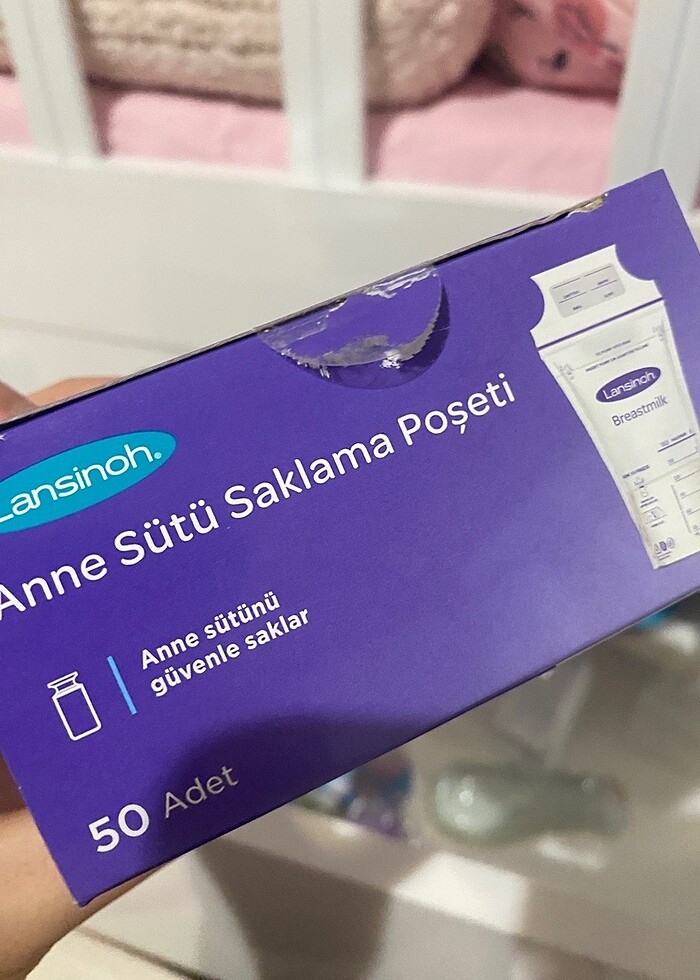 Lansinoh®
Anne Sütü Saklama Poşeti
Anne sütünü
güvenle saklar
50 Adet
Lansinoh
Breastmilk